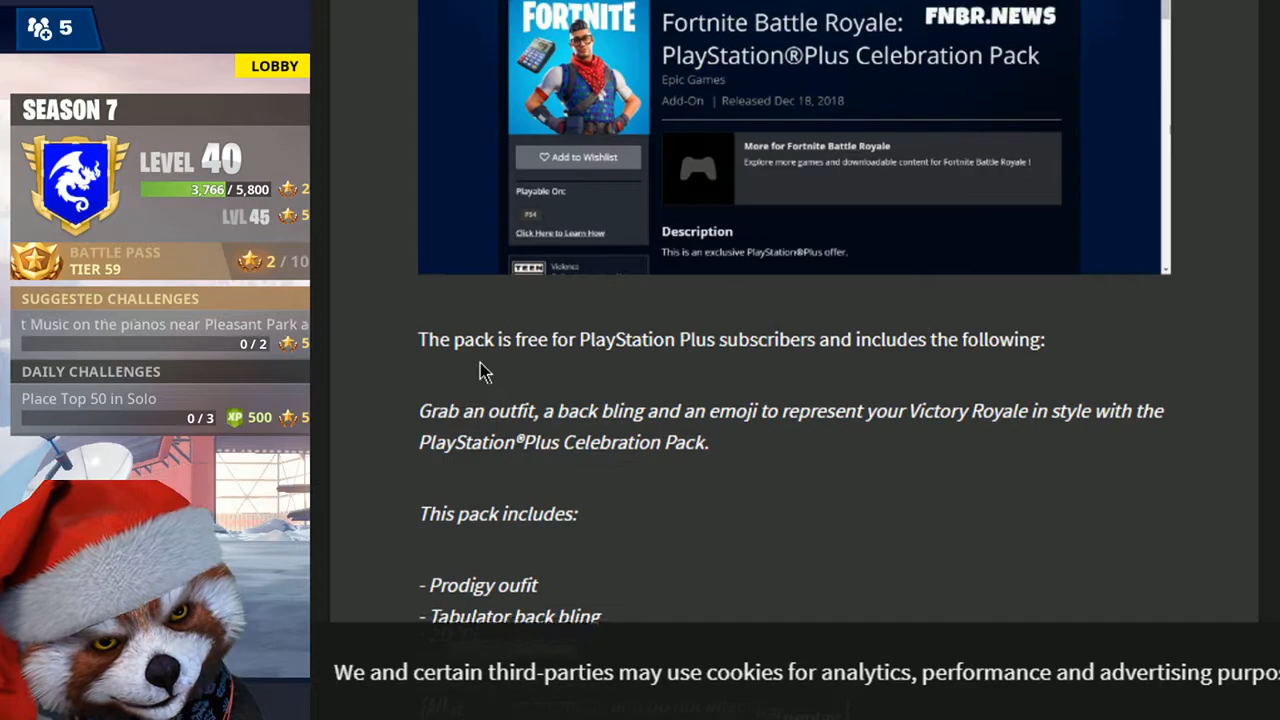 5
LOBBY
SEASON 7
LEVEL 40
3,766 / 5,800 2
LVL 45 5
BATTLE PASS
TIER 59
2 / 10
SUGGESTED CHALLENGES
t Music on the pianos near Pleasant Park a
0 / 2 5
DAILY CHALLENGES
Place Top 50 in Solo
0 / 3 XP 500 5
FORTNITE
Fortnite Battle Royale:
PlayStation®Plus Celebration Pack
FNBR.NEWS
Epic Games
Add-On | Released Dec 18, 2018
Add to Wishlist
Playable On:
PS4
Click Here to Learn How
TEEN Violence
More for Fortnite Battle Royale
Explore more games and downloadable content for Fortnite Battle Royale !
Description
This is an exclusive PlayStation®Plus offer.
The pack is free for PlayStation Plus subscribers and includes the following:
Grab an outfit, a back bling and an emoji to represent your Victory Royale in style with the
PlayStation®Plus Celebration Pack.
This pack includes:
- Prodigy oufit
- Tabulator back bling
We and certain third-parties may use cookies for analytics, performance and advertising purpo